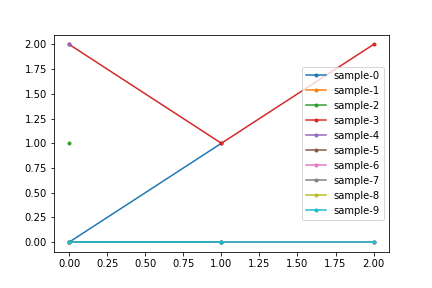 2.00
1.75
1.50
1.25
1.00
0.75
0.50
0.25
0.00
0.00 0.25 0.50 0.75 1.00 1.25 1.50 1.75 2.00
sample-0
sample-1
sample-2
sample-3
sample-4
sample-5
sample-6
sample-7
sample-8
sample-9